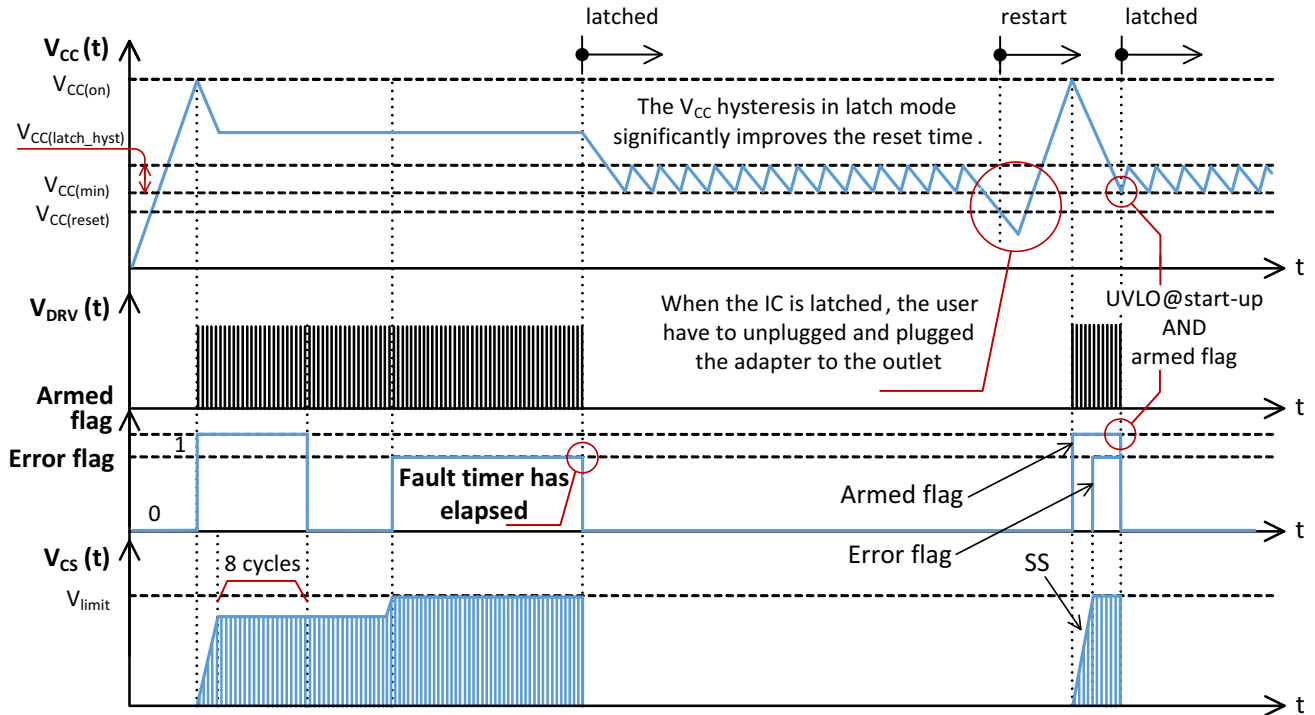 latched
restart
latched
VCC (t)
VCC(on)
The VCC hysteresis in latch mode
significantly improves the reset time .
VCC(latch_hyst)
VCC(min)
VCC(reset)
t
VDRV (t)
When the IC is latched, the user
have to unplugged and plugged
the adapter to the outlet
UVLO@start-up
AND
armed flag
t
Armed
flag
1
Error flag
Fault timer has
elapsed
Armed flag
0
t
Error flag
VCS (t)
8 cycles
SS
Vlimit
t